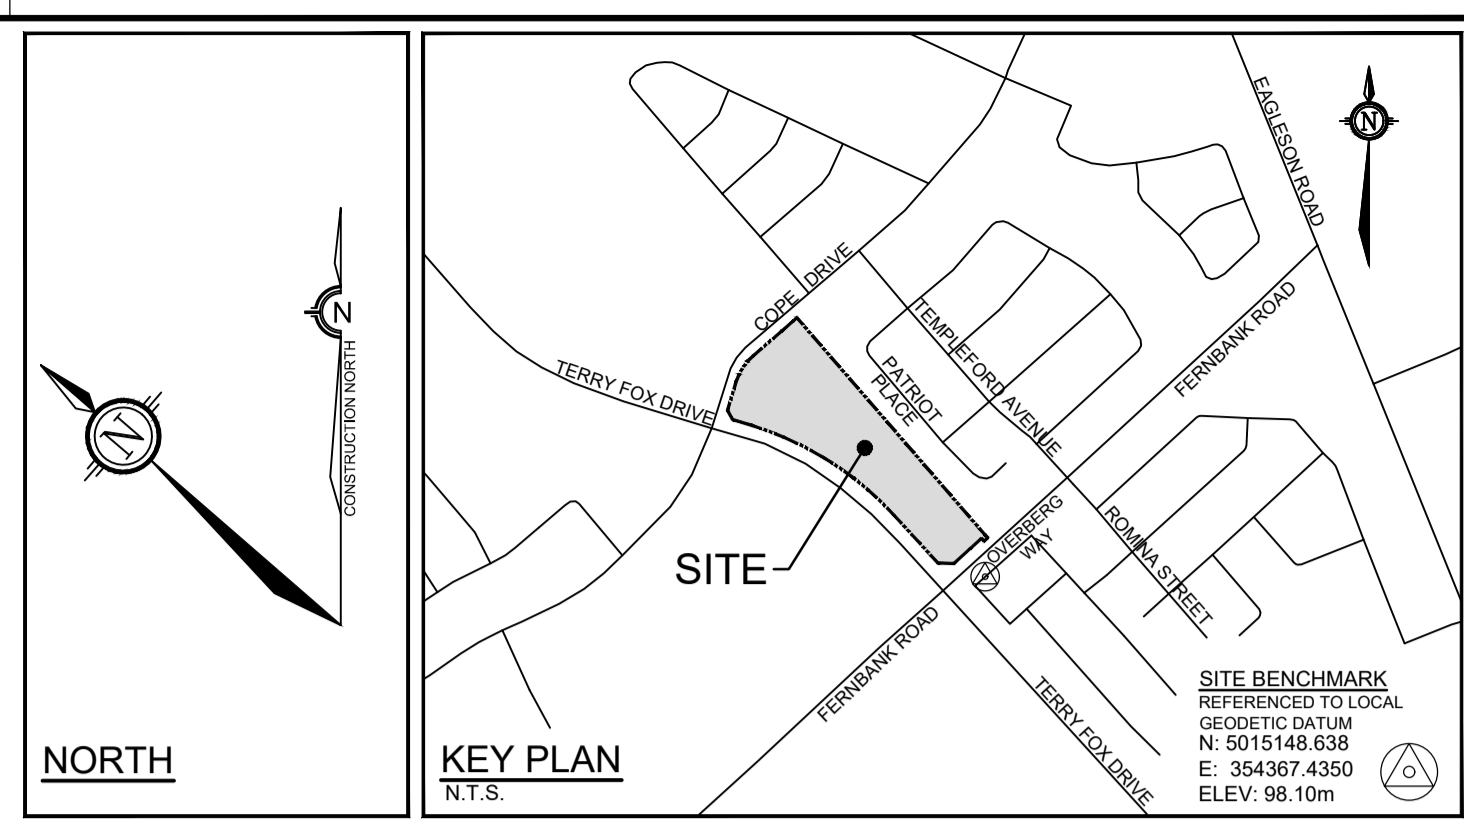 N
CONSTRUCTION NORTH
N
NORTH
EAGLESON ROAD
N
COPE DRIVE
TERRY FOX DRIVE
TEMPLEFORD AVENUE
PATRIOT
PLACE
FERNBANK ROAD
SITE
OVERBERG
WAY
ROMINA STREET
FERNBANK ROAD
TERRY FOX DRIVE
KEY PLAN
N.T.S.
SITE BENCHMARK
REFERENCED TO LOCAL
GEODETIC DATUM
N: 5015148.638
E: 354367.4350
ELEV: 98.10m